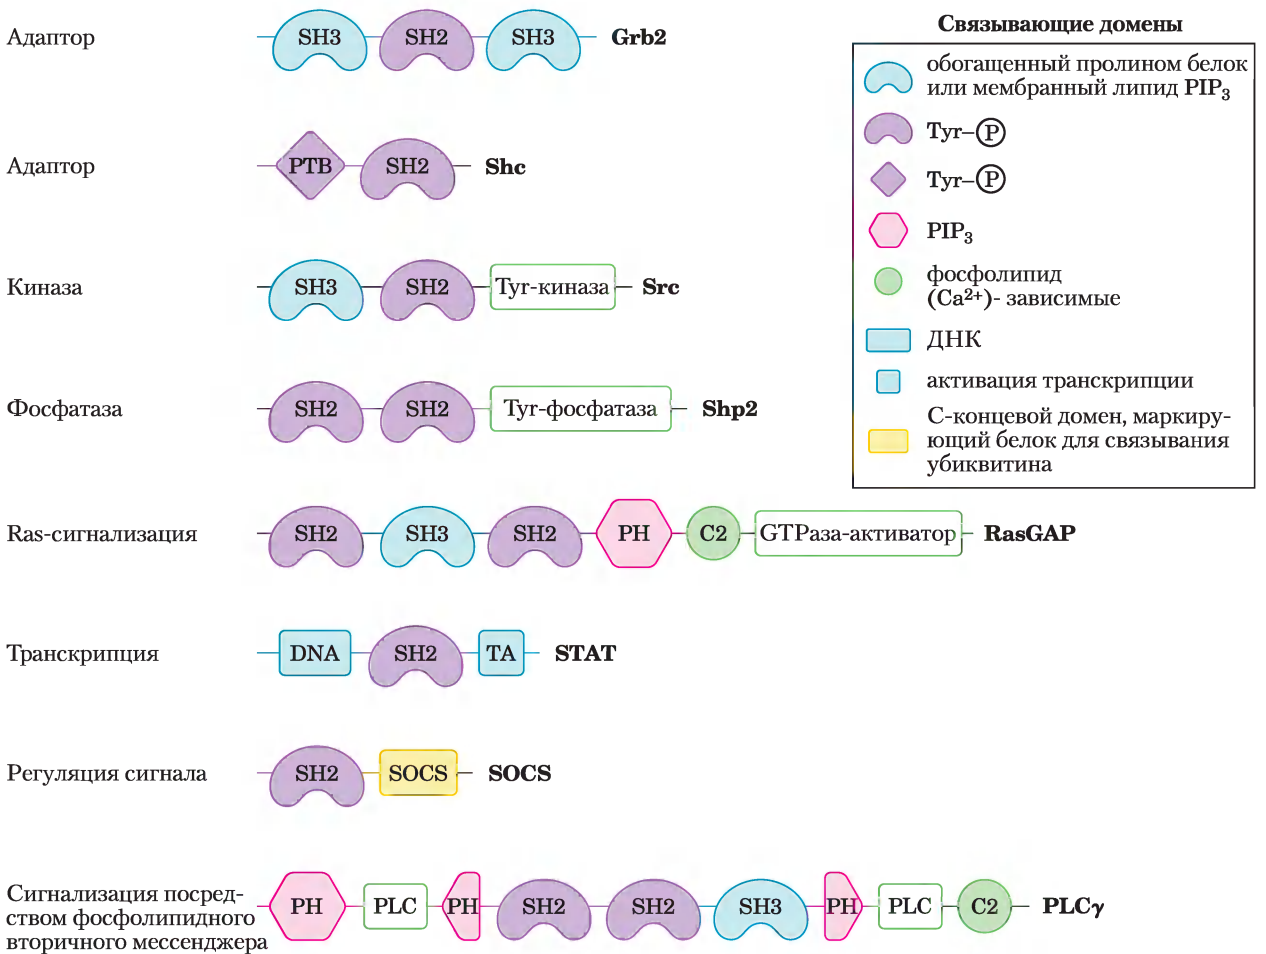 Адаптор
SH3 SH2 SH3 Grb2
Адаптор
PTB SH2 Shc
Киназа
SH3 SH2 Tyr-киназа Src
Фосфатаза
SH2 SH2 Tyr-фосфатаза Shp2
Ras-сигнализация
SH2 SH3 SH2 PH C2 GTPаза-активатор RasGAP
Транскрипция
DNA SH2 TA STAT
Регуляция сигнала
SH2 SOCS SOCS
Сигнализация посред-
ством фосфолипидного
вторичного мессенджера
PH PLC PH SH2 SH2 SH3 PH PLC C2 PLCγ
Связывающие домены
обогащенный пролином белок
или мембранный липид PIP₃
Tyr–Ⓟ
Tyr–Ⓟ
PIP₃
фосфолипид
(Ca²⁺)- зависимые
ДНК
активация транскрипции
С-концевой домен, маркиру-
ющий белок для связывания
убиквитина